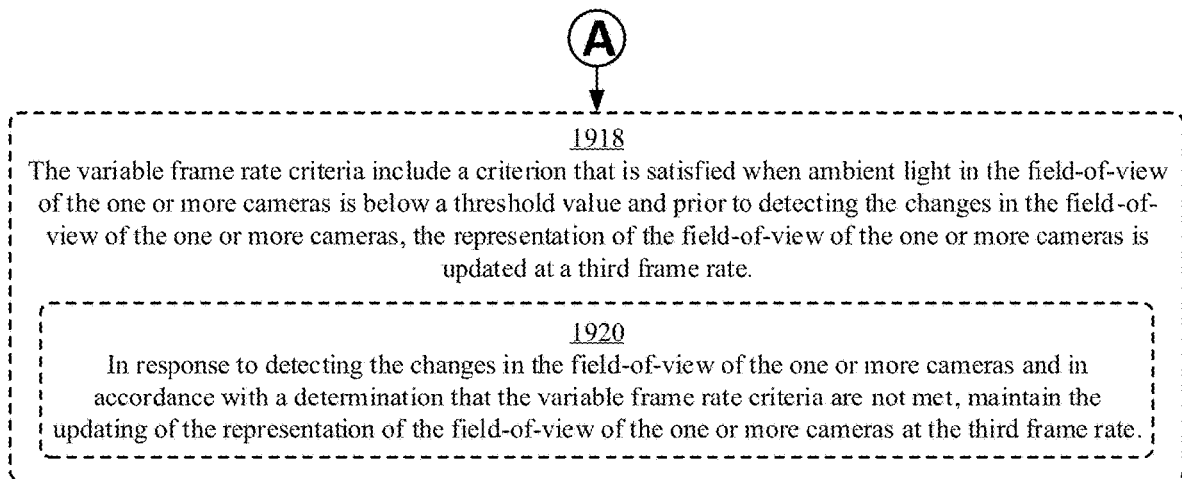 A
1918
The variable frame rate criteria include a criterion that is satisfied when ambient light in the field-of-view
of the one or more cameras is below a threshold value and prior to detecting the changes in the field-of-
view of the one or more cameras, the representation of the field-of-view of the one or more cameras is
updated at a third frame rate.
1920
In response to detecting the changes in the field-of-view of the one or more cameras and in
accordance with a determination that the variable frame rate criteria are not met, maintain the
updating of the representation of the field-of-view of the one or more cameras at the third frame rate.